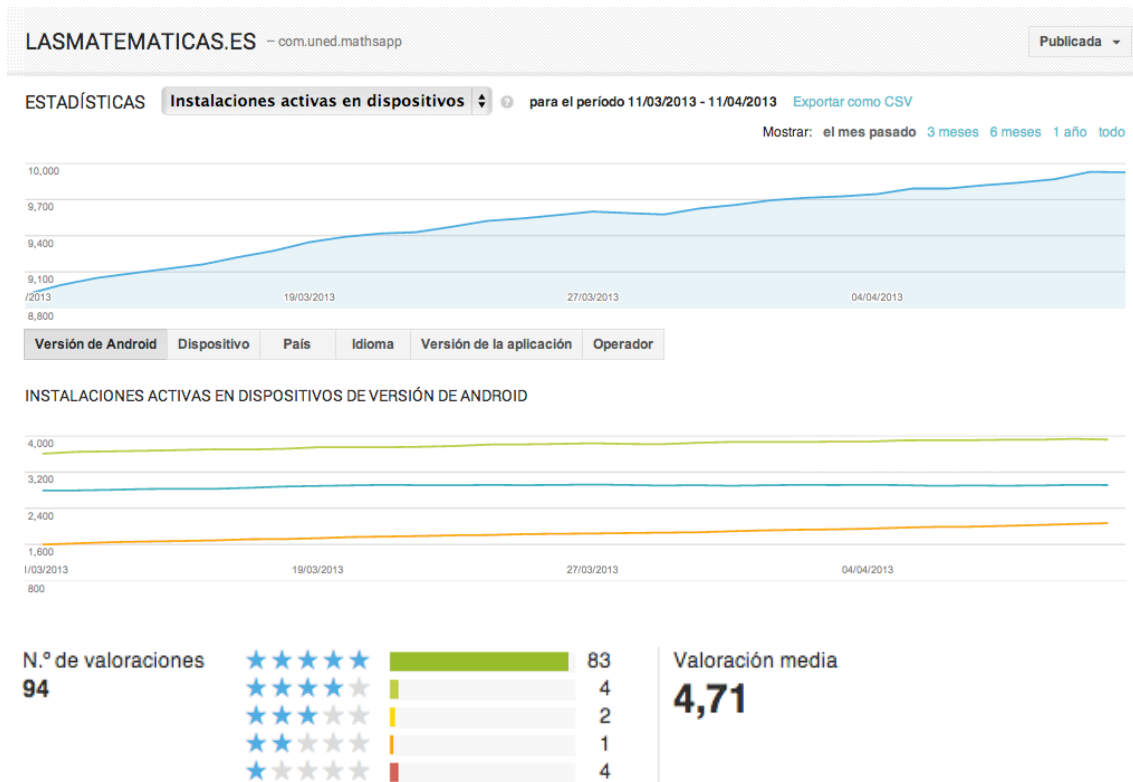 LASMATEMATICAS.ES – com.uned.mathsapp
Publicada
ESTADÍSTICAS Instalaciones activas en dispositivos para el período 11/03/2013 - 11/04/2013 Exportar como CSV
Mostrar: el mes pasado 3 meses 6 meses 1 año todo
10,000
9,700
9,400
9,100
/2013 19/03/2013 27/03/2013 04/04/2013
8,800
Versión de Android Dispositivo País Idioma Versión de la aplicación Operador
INSTALACIONES ACTIVAS EN DISPOSITIVOS DE VERSIÓN DE ANDROID
4,000
3,200
2,400
1,600
1/03/2013 19/03/2013 27/03/2013 04/04/2013
800
N.º de valoraciones 83 Valoración media
94 4 4,71
2
1
4